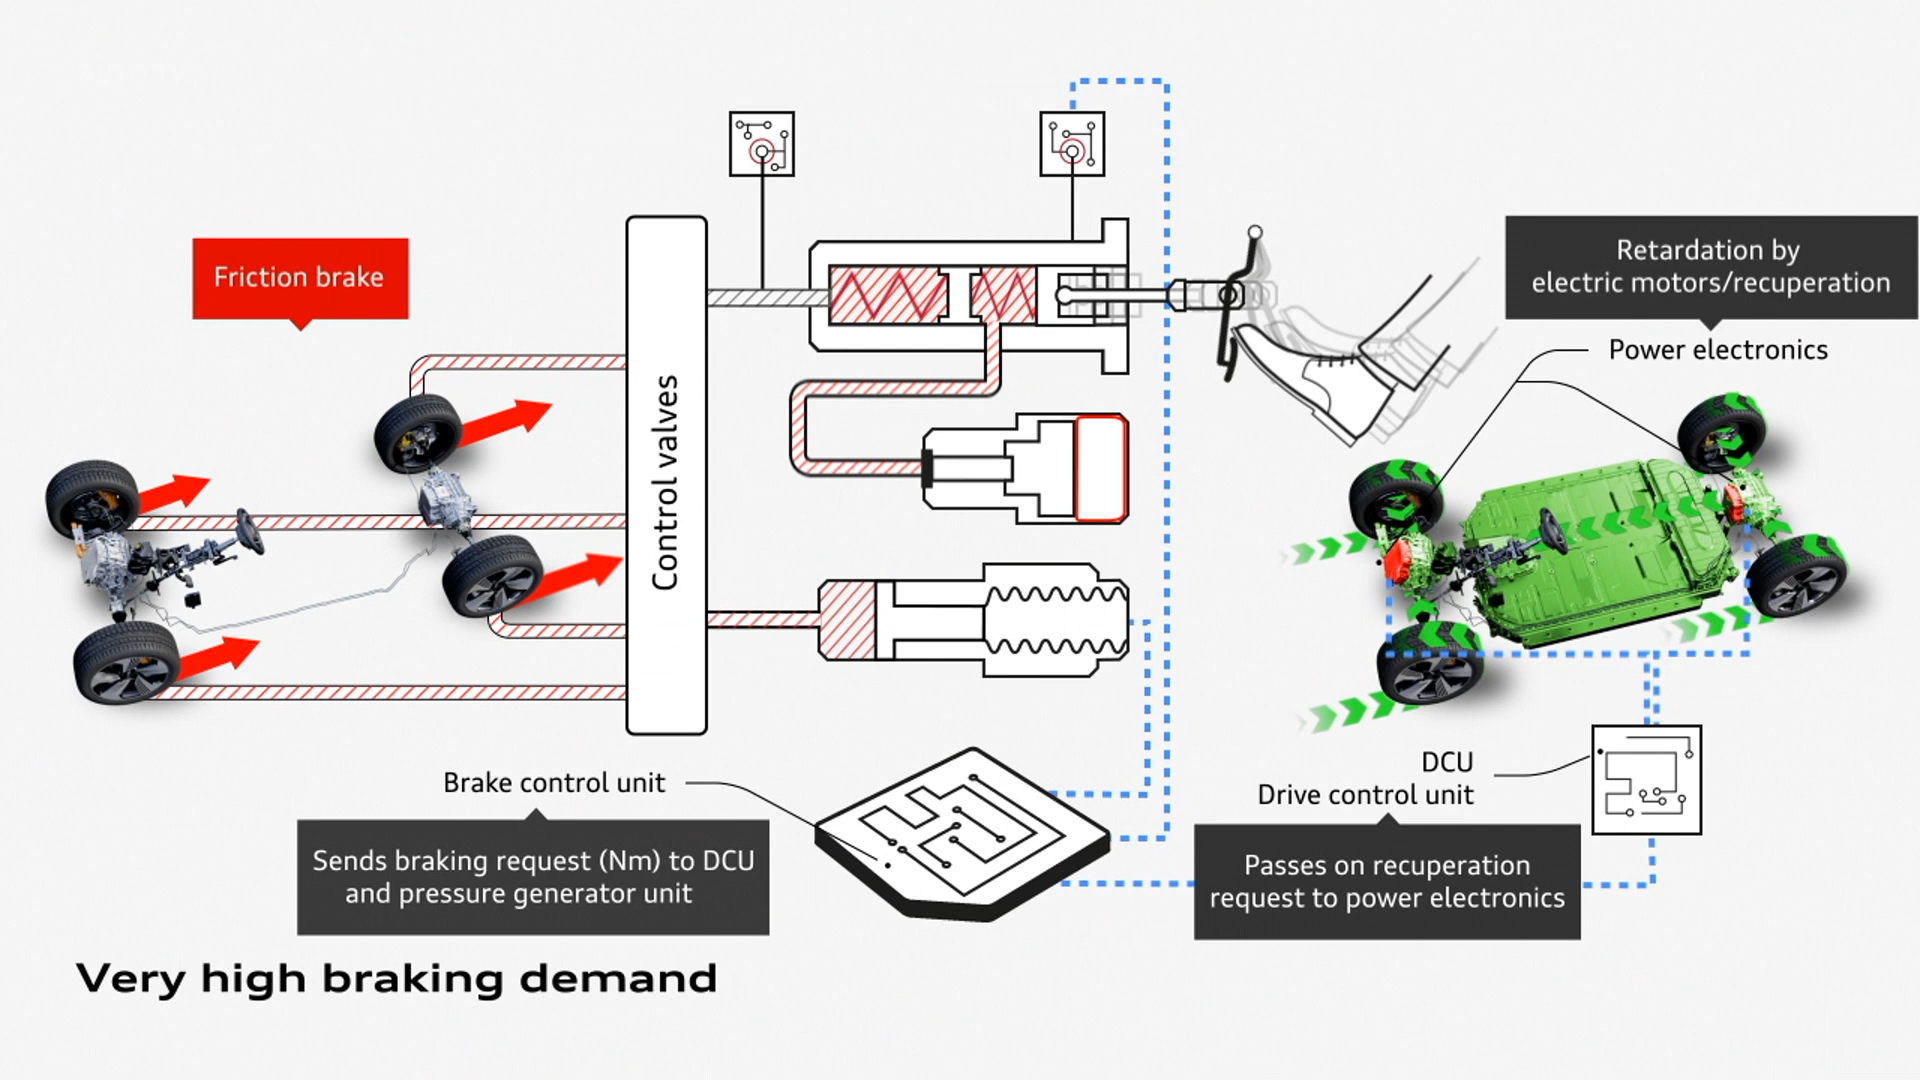 Friction brake
Retardation by
electric motors/recuperation
Power electronics
Control valves
Brake control unit
Sends braking request (Nm) to DCU
and pressure generator unit
DCU
Drive control unit
Passes on recuperation
request to power electronics
Very high braking demand